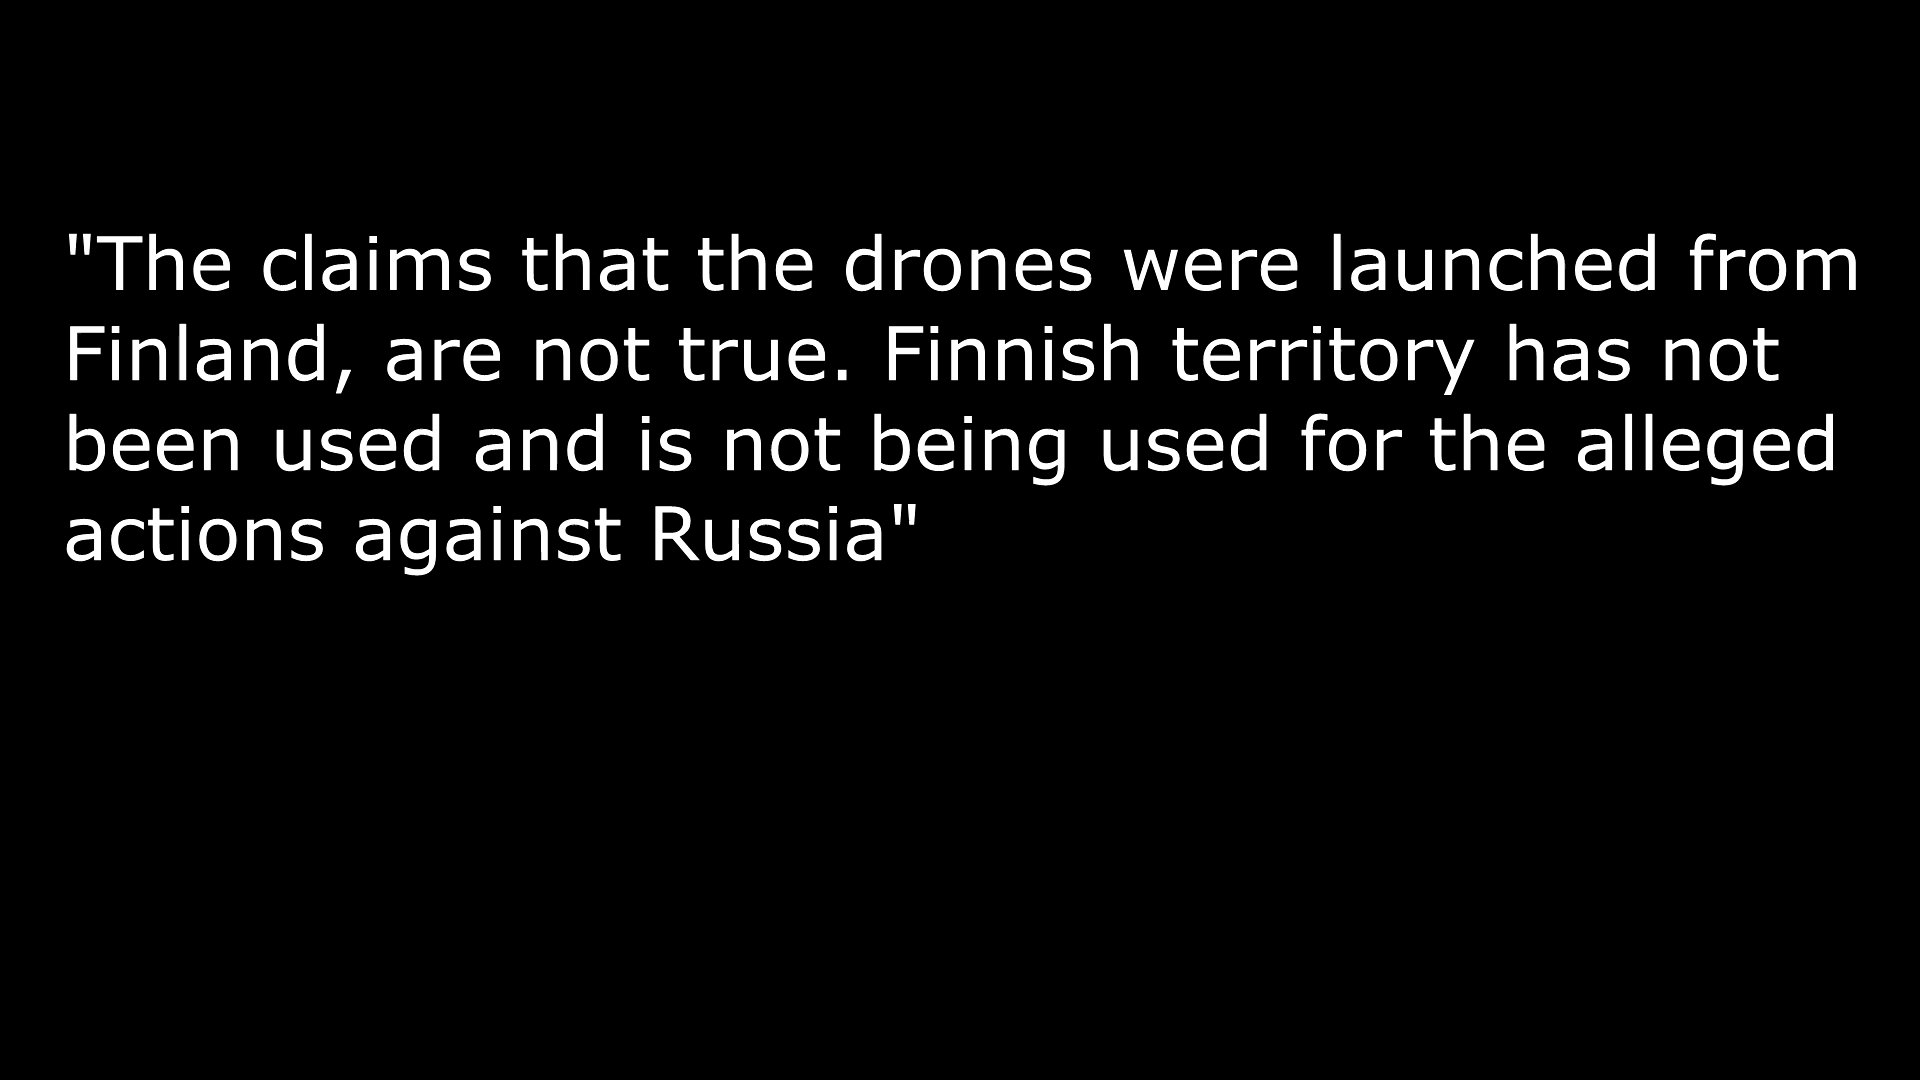 "The claims that the drones were launched from
Finland, are not true. Finnish territory has not
been used and is not being used for the alleged
actions against Russia"